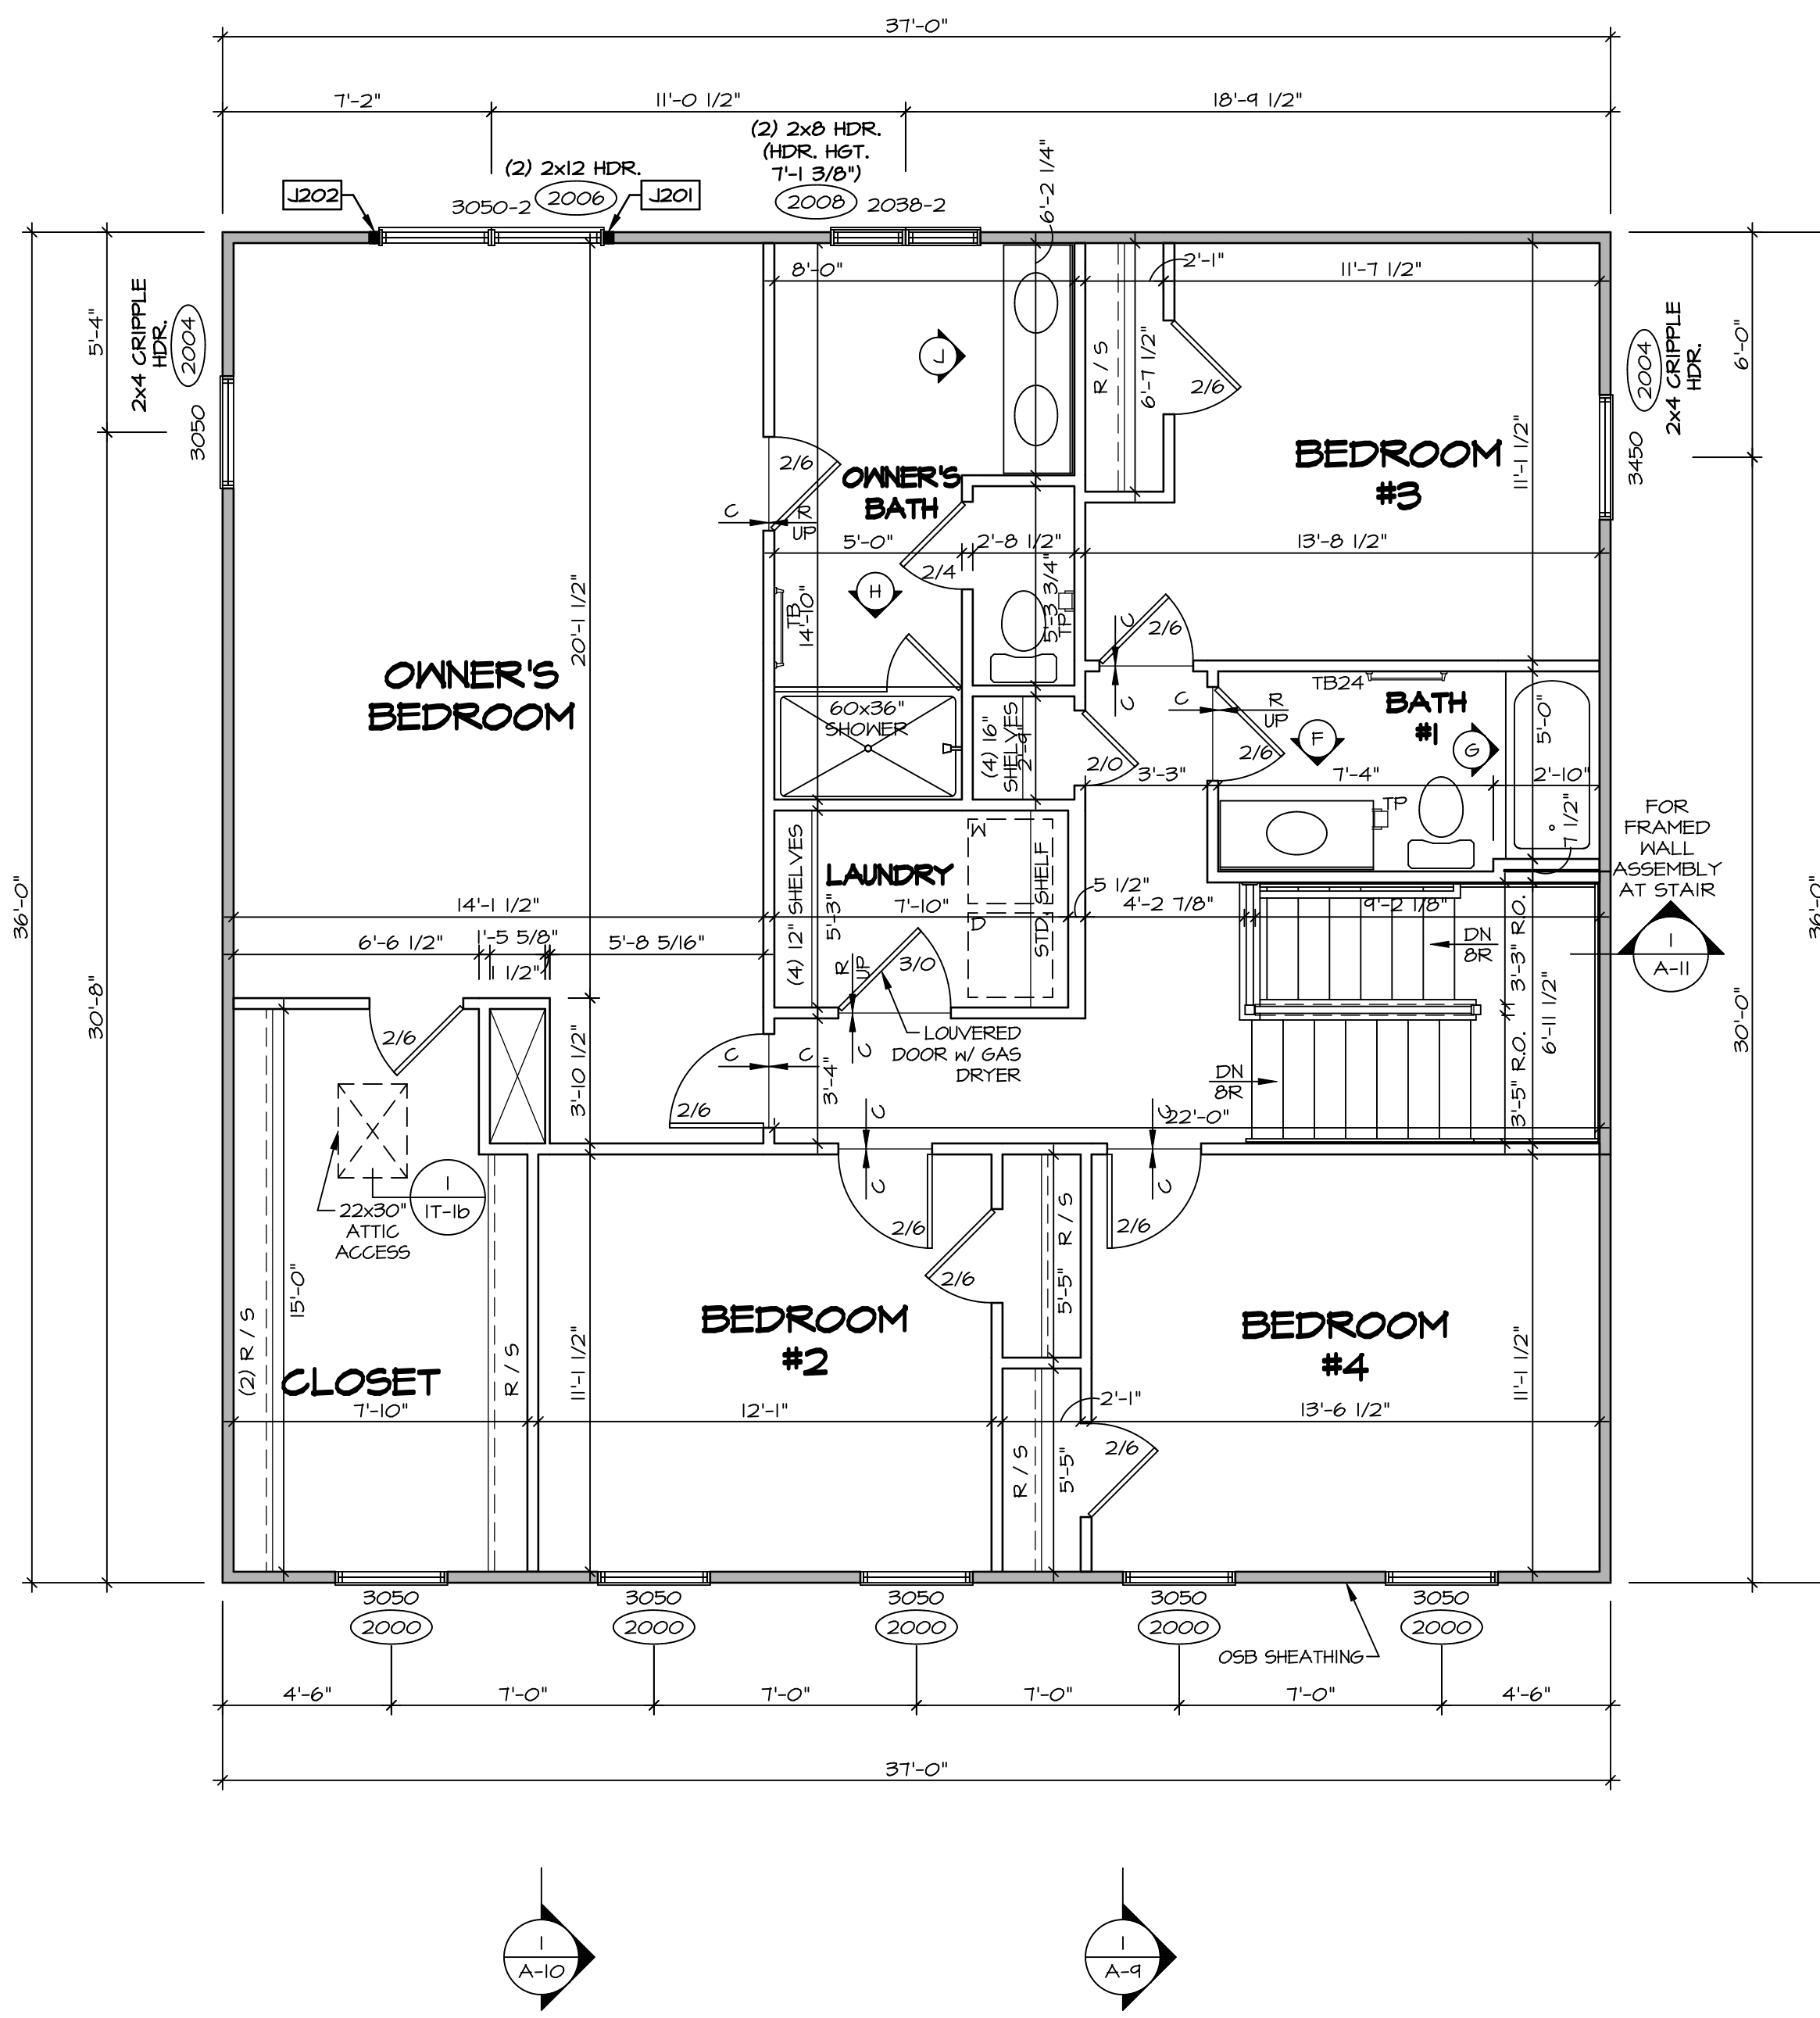 37'-0"
7'-2"
11'-0 1/2"
18'-9 1/2"
(2) 2x8 HDR.
(HDR. HGT.
7'-1 3/8")
(2) 2x12 HDR.
J202
3050-2
2006
J201
2008
2038-2
6'-2 1/4"
8'-0"
2'-1"
11'-7 1/2"
5'-4"
2x4 CRIPPLE
HDR.
2004
3050
J
R / S
6'-7 1/2"
2/6
2004
2x4 CRIPPLE
HDR.
3450
6'-0"
11'-1 1/2"
BEDROOM
#3
2/6
OWNER'S
BATH
C
R
UP
5'-0"
2'-8 1/2"
13'-8 1/2"
2/4
H
TB
14'-10"
5'-3 3/4"
TP
20'-1 1/2"
C
2/6
C
OWNER'S
BEDROOM
TB24
BATH
#1
C
R
UP
60x36"
SHOWER
(4) 16"
SHELVES
2'-9"
2/0
3'-3"
2/6
F
G
7'-4"
5'-0"
2'-10"
TP
7 1/2"
FOR
FRAMED
WALL
ASSEMBLY
AT STAIR
1
A-11
(4) 12" SHELVES
LAUNDRY
W
D
STD. SHELF
5'-3"
7'-10"
5 1/2"
4'-2 7/8"
9'-2 1/8"
36'-0"
14'-1 1/2"
6'-6 1/2"
1'-5 5/8"
1 1/2"
5'-8 5/16"
R
UP
3/0
DN
8R
3'-3" R.O.
6'-11 1/2"
36'-0"
30'-8"
30'-0"
2/6
3'-10 1/2"
C
C
C
LOUVERED
DOOR W/ GAS
DRYER
3'-4"
2/6
DN
8R
3'-5" R.O.
C
C
22'-0"
C
C
1
1T-1b
22x30"
ATTIC
ACCESS
2/6
2/6
2/6
R / S
5'-5"
15'-0"
(2) R / S
CLOSET
R / S
11'-1 1/2"
BEDROOM
#2
BEDROOM
#4
11'-1 1/2"
7'-10"
12'-1"
2'-1"
13'-6 1/2"
2/6
R / S
5'-5"
3050
3050
3050
3050
3050
2000
2000
2000
2000
2000
OSB SHEATHING
4'-6"
7'-0"
7'-0"
7'-0"
7'-0"
4'-6"
37'-0"
1
A-10
1
A-9